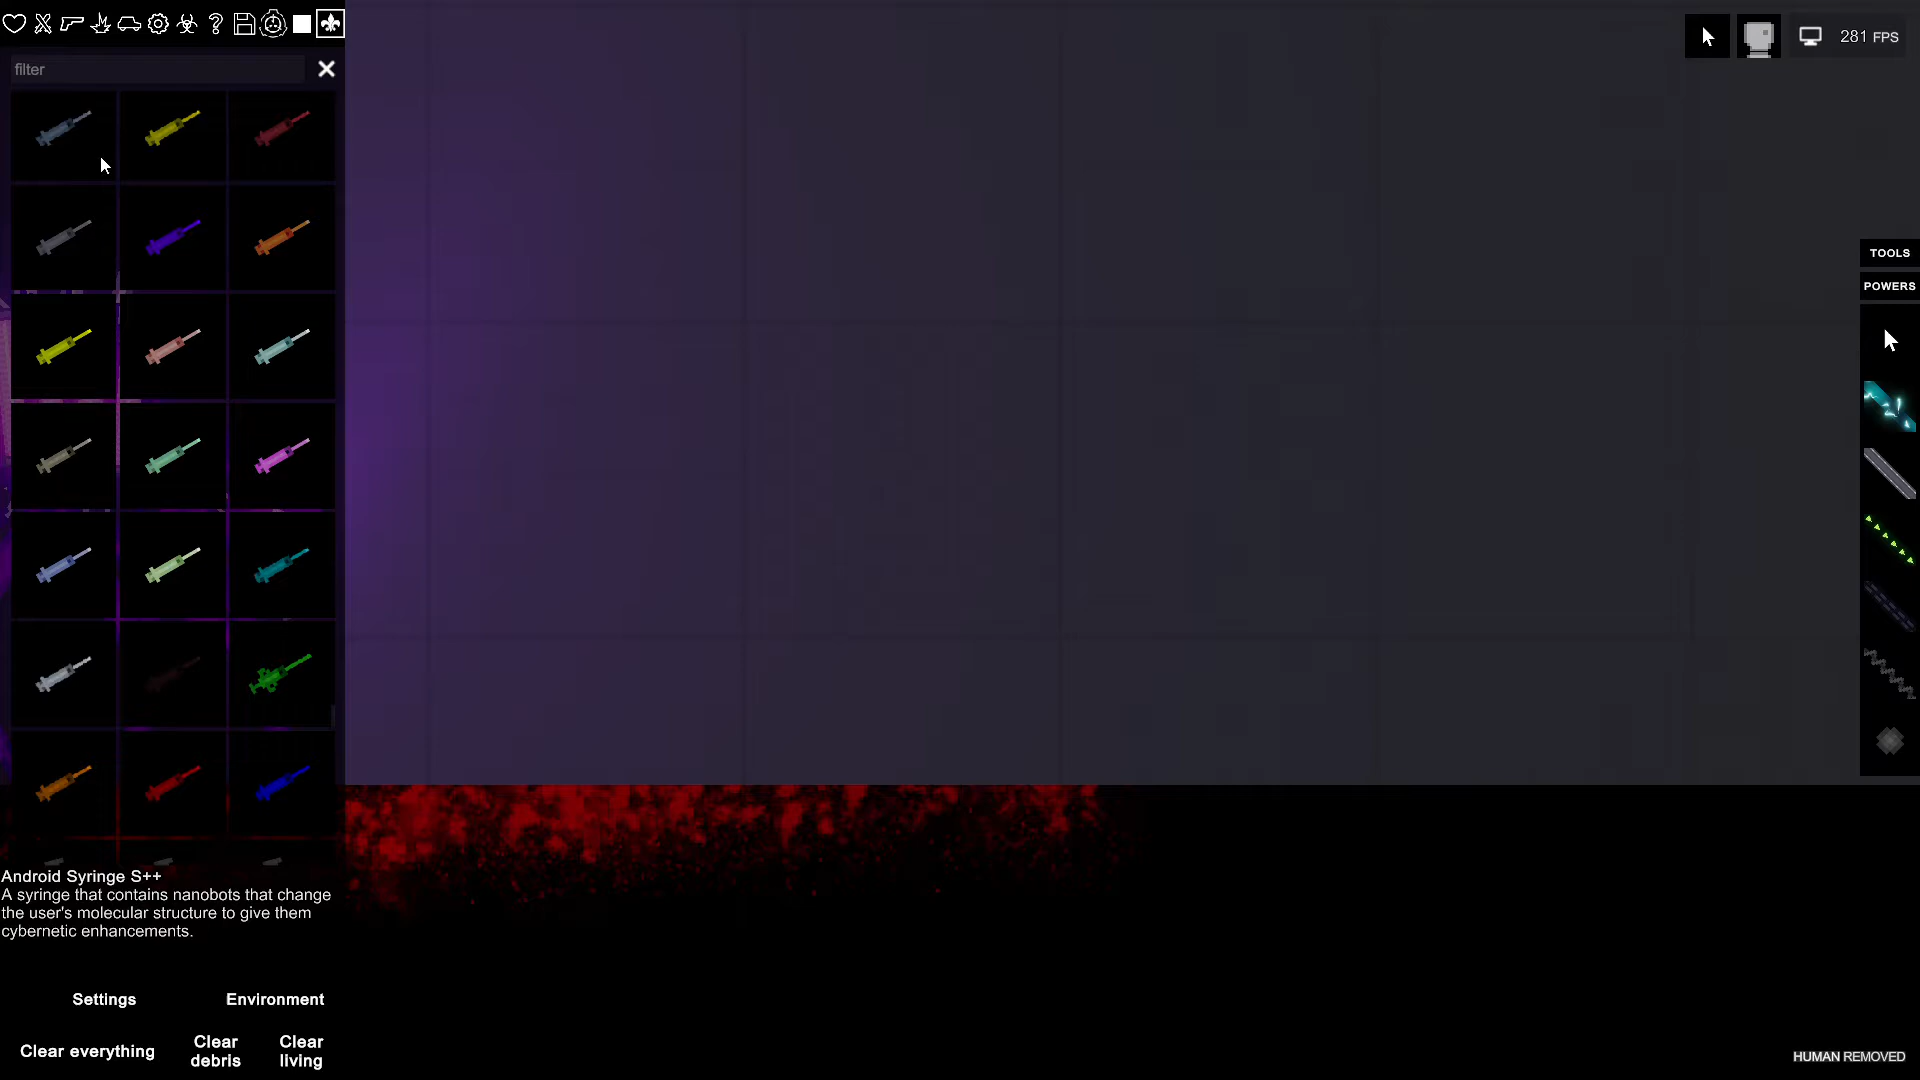 281 FPS
filter
TOOLS
POWERS
Android Syringe S++
A syringe that contains nanobots that change
the user's molecular structure to give them
cybernetic enhancements.
Settings
Environment
Clear everything
Clear
debris
Clear
living
HUMAN REMOVED